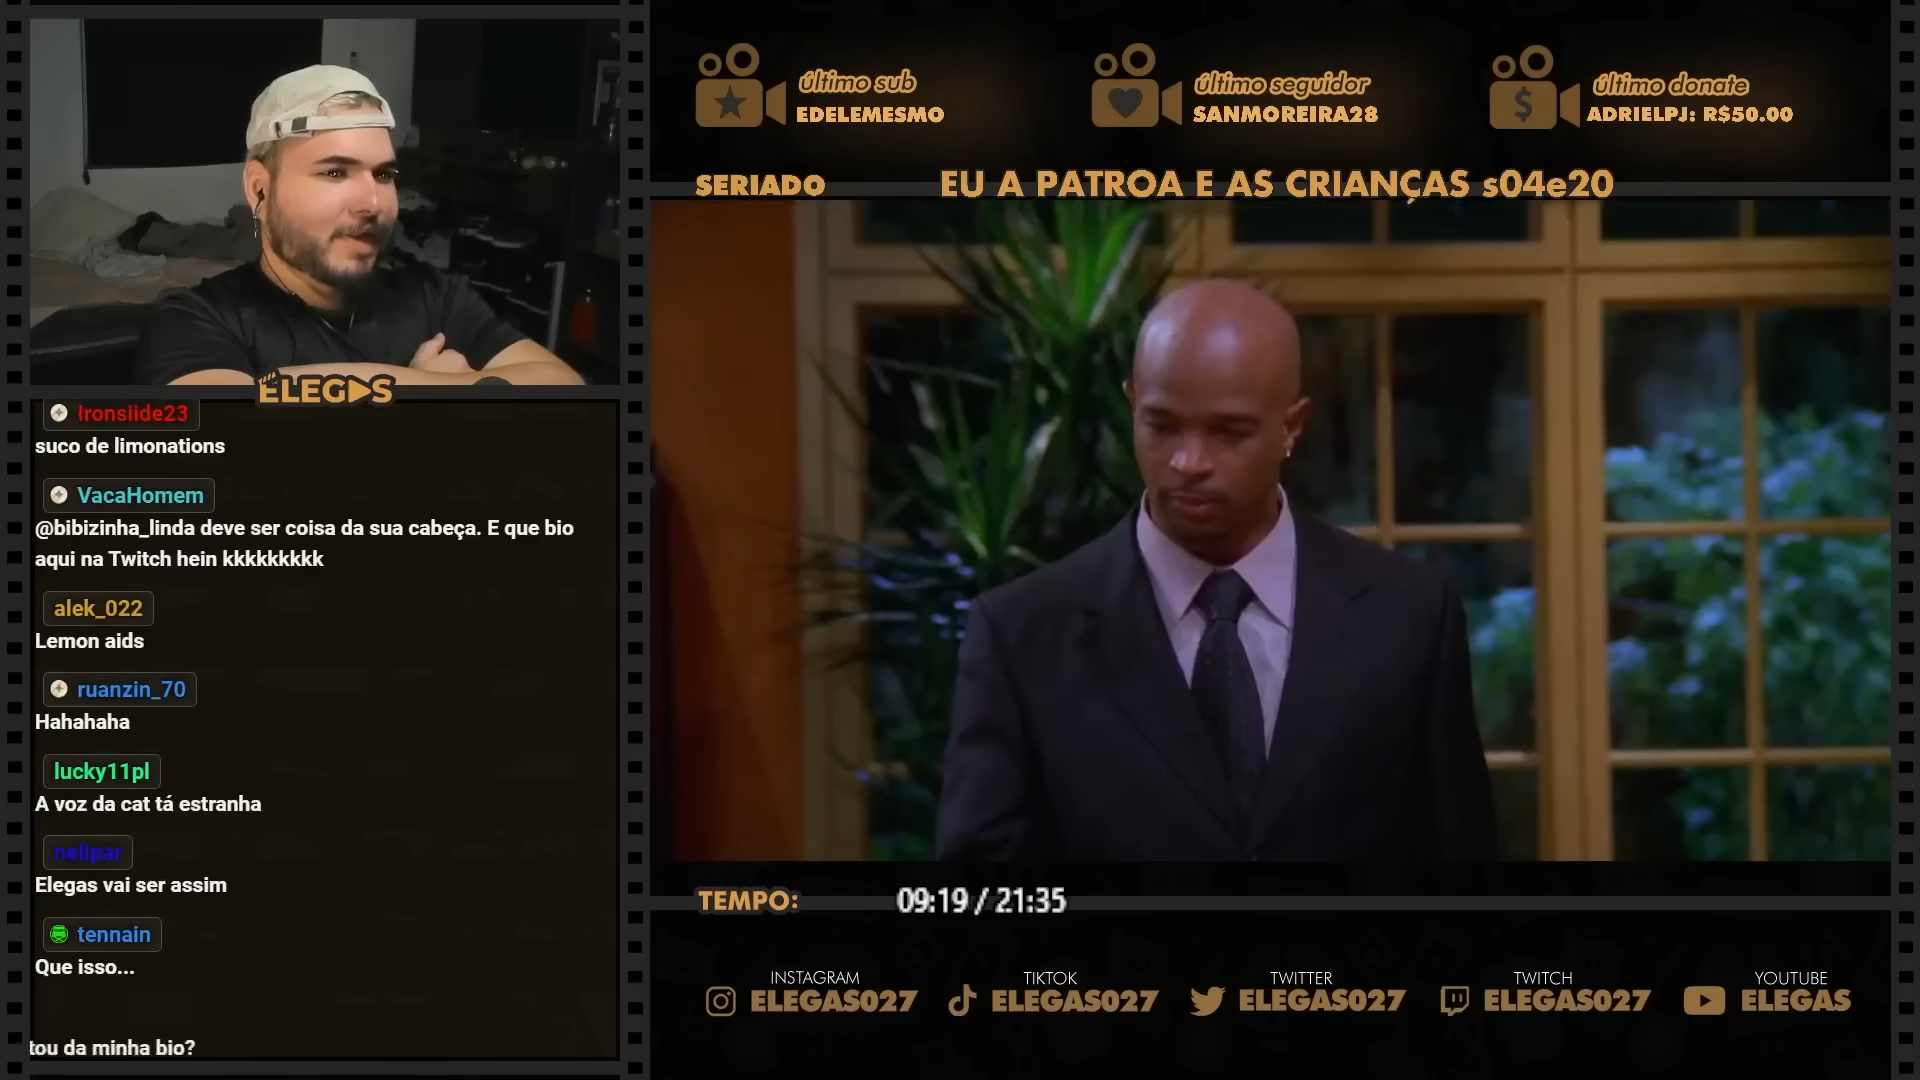 último sub
EDELEMESMO
último seguidor
SANMOREIRA28
último donate
ADRIELPJ: R$50.00
SERIADO
EU A PATROA E AS CRIANÇAS s04e20
ELEGAS
Ironsiide23
suco de limonations
VacaHomem
@bibizinha_linda deve ser coisa da sua cabeça. E que bio
aqui na Twitch hein kkkkkkkkk
alek_022
Lemon aids
ruanzin_70
Hahahaha
lucky11pl
A voz da cat tá estranha
nelipar
Elegas vai ser assim
tennain
Que isso...
tou da minha bio?
TEMPO:
09:19 / 21:35
INSTAGRAM
ELEGAS027
TIKTOK
ELEGAS027
TWITTER
ELEGAS027
TWITCH
ELEGAS027
YOUTUBE
ELEGAS